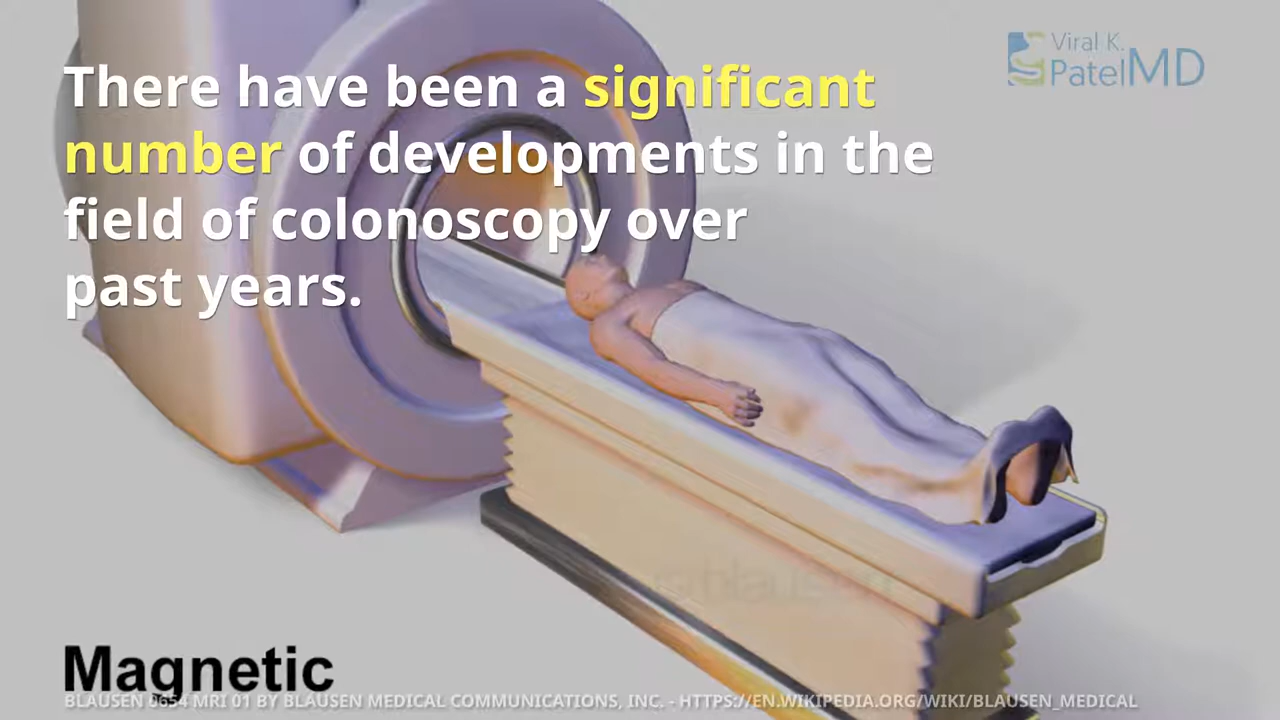 There have been a significant
number of developments in the
field of colonoscopy over
past years.
Viral K.
PatelMD
blausen
Magnetic
BLAUSEN 0654 MRI 01 BY BLAUSEN MEDICAL COMMUNICATIONS, INC. - HTTPS://EN.WIKIPEDIA.ORG/WIKI/BLAUSEN_MEDICAL